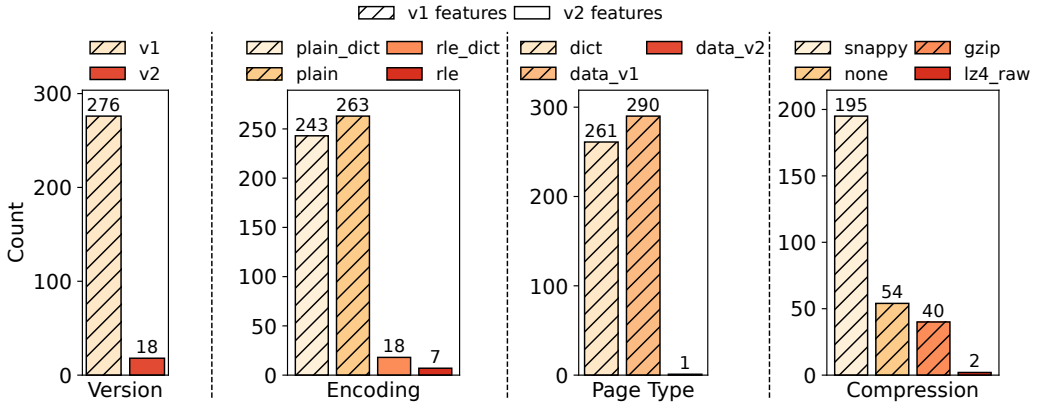 v1 features v2 features
v1
v2
plain_dict rle_dict
plain rle
dict data_v2
data_v1
snappy gzip
none lz4_raw
Count
300
200
100
0
276
18
Version
250
200
150
100
50
0
243
263
18
7
Encoding
300
200
100
0
261
290
1
Page Type
200
150
100
50
0
195
54
40
2
Compression